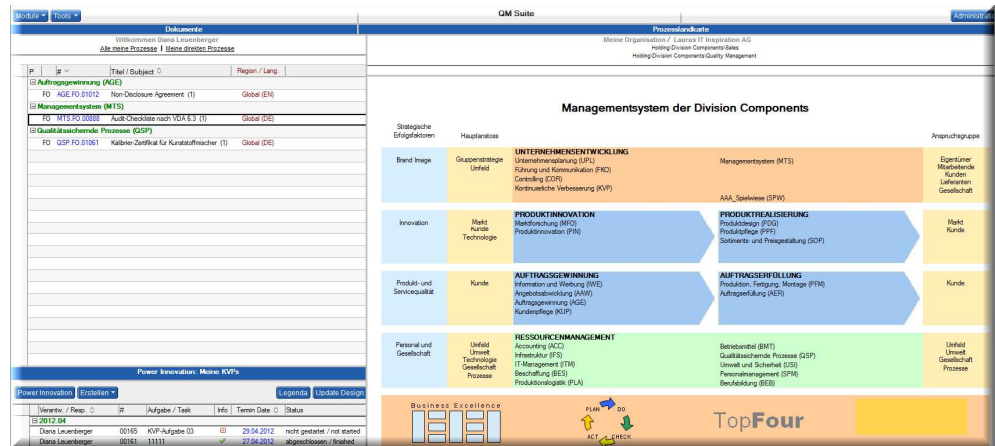 QM Suite
Module Tools
Administratio
Dokumente
Prozesslandkarte
Willkommen Diana Leuenberger
Alle meine Prozesse | Meine direkten Prozesse
Meine Organisation / Laurus IT Inspiration AG
Holding\Division Components\Sales
Holding\Division Components\Quality Management
P # Titel / Subject Region / Lang.
Auftragsgewinnung (AGE)
FO AGE.FO.01012 Non-Disclosure Agreement (1) Global (EN)
Managementsystem (MTS)
FO MTS.FO.00888 Audit-Checkliste nach VDA 6.3 (1) Global (DE)
Qualitätssichernde Prozesse (QSP)
FO QSP.FO.01061 Kalibrier-Zertifikat für Kunststoffmischer (1) Global (DE)
Managementsystem der Division Components
Strategische
Erfolgsfaktoren
Hauptanstoss
Anspruchsgruppe
Brand Image
Gruppenstrategie
Umfeld
UNTERNEHMENSENTWICKLUNG
Unternehmensplanung (UPL)
Führung und Kommunikation (FKO)
Controlling (COR)
Kontinuierliche Verbesserung (KVP)
Managementsystem (MTS)
AAA_Spielwiese (SPW)
Eigentümer
Mitarbeitende
Kunden
Lieferanten
Gesellschaft
Innovation
Markt
Kunde
Technologie
PRODUKTINNOVATION
Marktforschung (MFO)
Produktinnovation (PIN)
PRODUKTREALISIERUNG
Produktdesign (PDG)
Produktpflege (PPF)
Sortiments- und Preisgestaltung (SOP)
Markt
Kunde
Produkt- und
Servicequalität
Kunde
AUFTRAGSGEWINNUNG
Information und Werbung (IWE)
Angebotsabwicklung (AAW)
Auftragsgewinnung (AGE)
Kundenpflege (KUP)
AUFTRAGSERFÜLLUNG
Produktion, Fertigung, Montage (PFM)
Auftragserfüllung (AER)
Kunde
Personal und
Gesellschaft
Umfeld
Umwelt
Technologie
Gesellschaft
Prozesse
RESSOURCENMANAGEMENT
Accounting (ACC)
Infrastruktur (IFS)
IT-Management (ITM)
Beschaffung (BES)
Produktionslogistik (PLA)
Betriebsmittel (BMT)
Qualitätssichernde Prozesse (QSP)
Umwelt und Sicherheit (USI)
Personalmanagement (SPM)
Berufsbildung (BEB)
Umfeld
Umwelt
Gesellschaft
Prozesse
Business Excellence
PLAN DO
ACT CHECK
TopFour
Power Innovation: Meine KVPs
Power Innovation Erstellen Legenda Update Design
Verantw. / Resp. # Aufgabe / Task Info Termin Date Status
2012.04
Diana Leuenberger 00165 KVP-Aufgabe 03 29.04.2012 nicht gestartet / not started
Diana Leuenberger 00161 11111 27.04.2012 abgeschlossen / finished